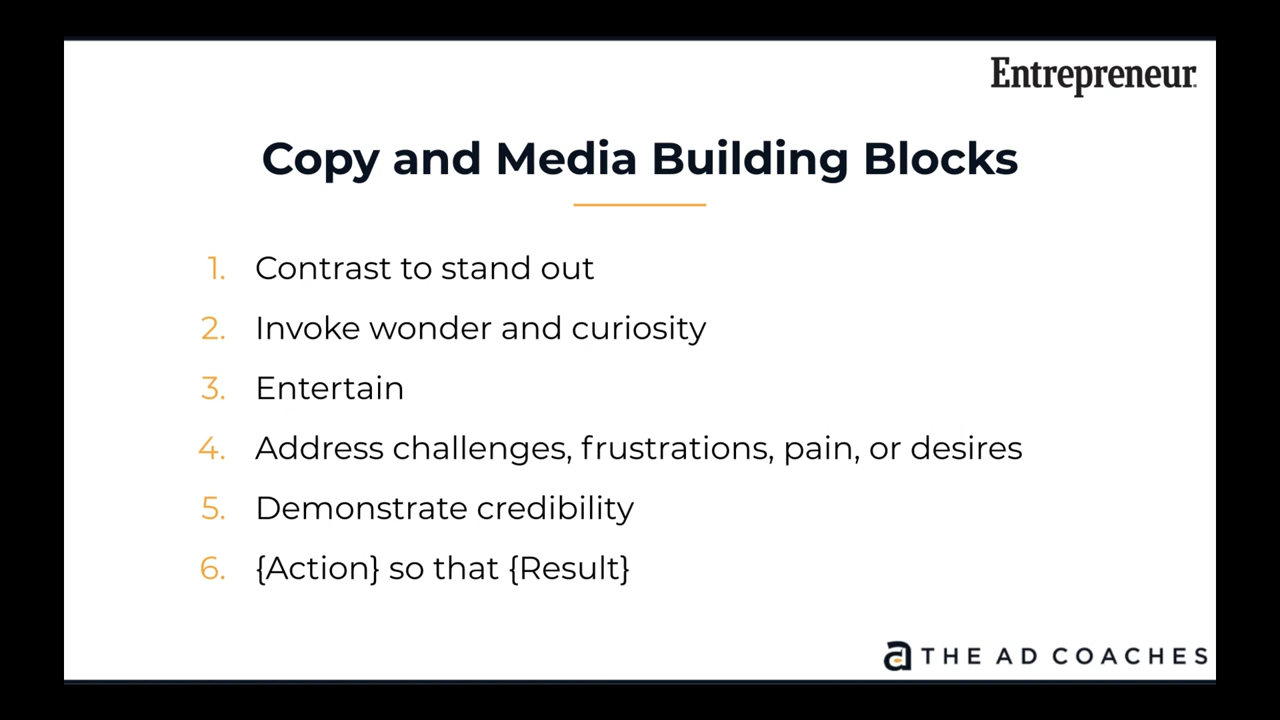 Entrepreneur
Copy and Media Building Blocks
1. Contrast to stand out
2. Invoke wonder and curiosity
3. Entertain
4. Address challenges, frustrations, pain, or desires
5. Demonstrate credibility
6. {Action} so that {Result}
a THE AD COACHES